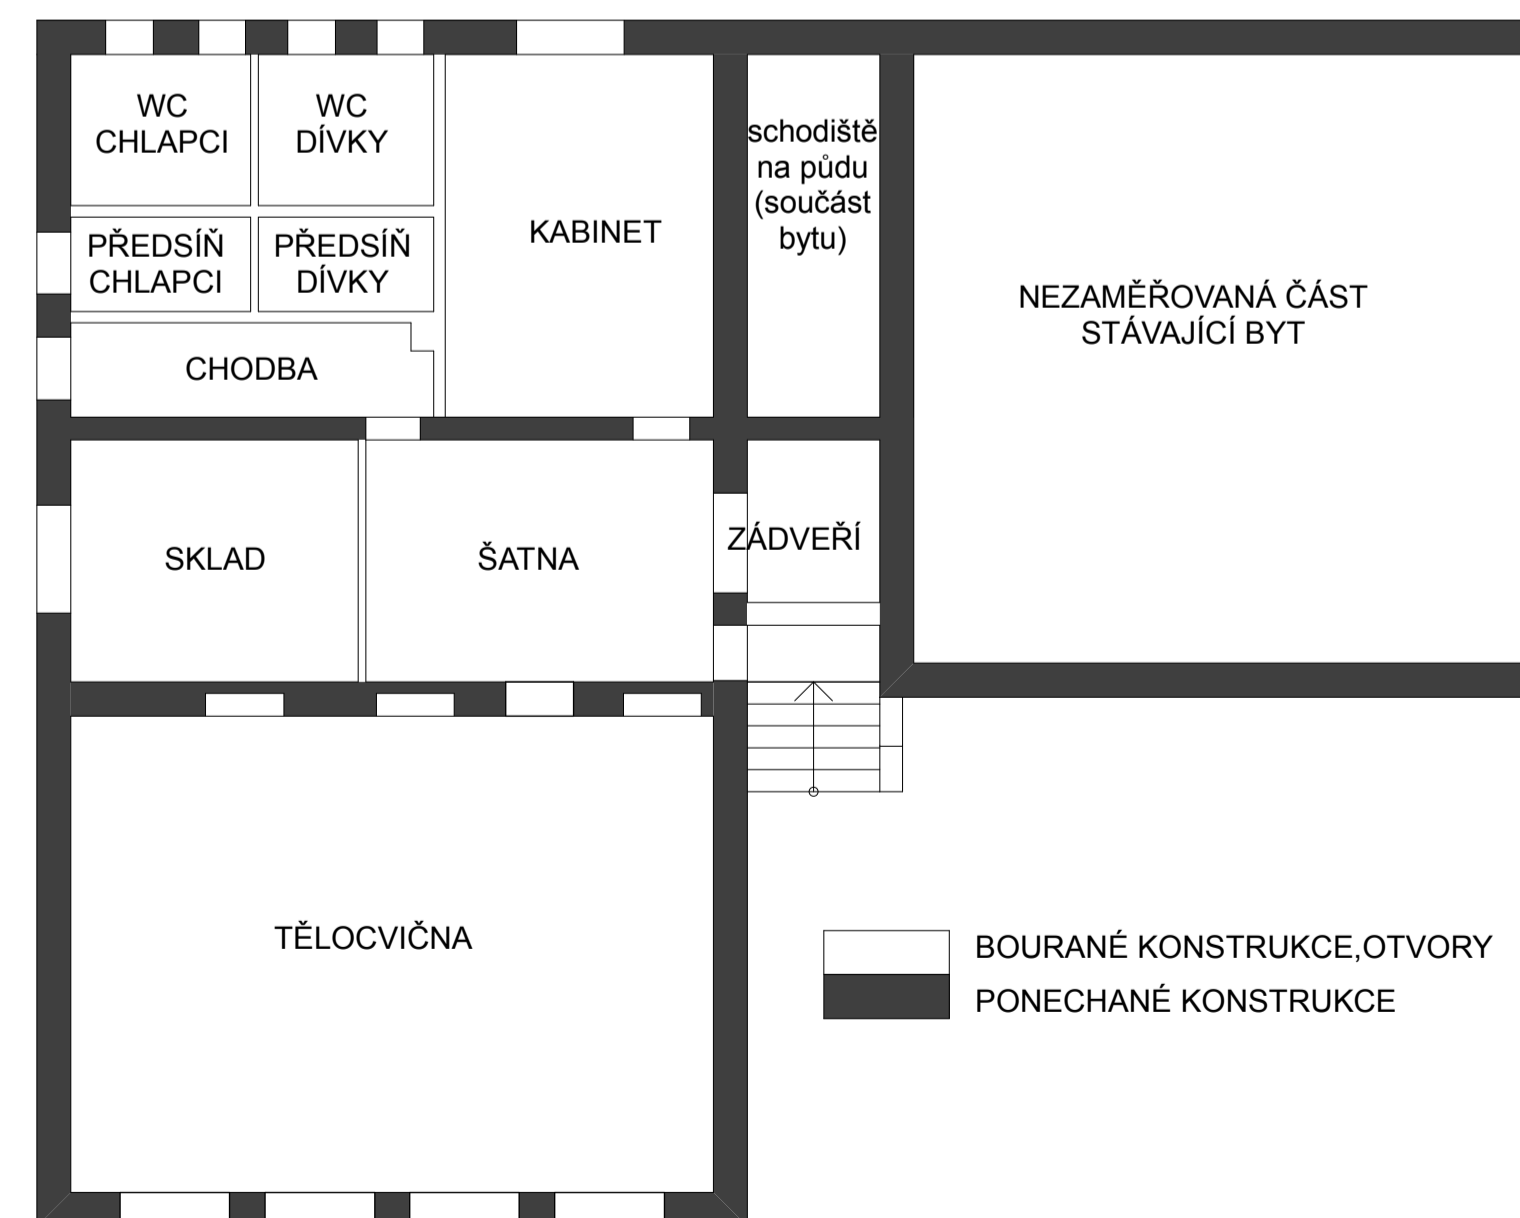 WC
CHLAPCI
WC
DÍVKY
schodiště
na půdu
(součást
bytu)
KABINET
PŘEDSÍŇ
CHLAPCI
PŘEDSÍŇ
DÍVKY
NEZAMĚŘOVANÁ ČÁST
STÁVAJÍCÍ BYT
CHODBA
SKLAD
ŠATNA
ZÁDVEŘÍ
TĚLOCVIČNA
BOURANÉ KONSTRUKCE,OTVORY
PONECHANÉ KONSTRUKCE